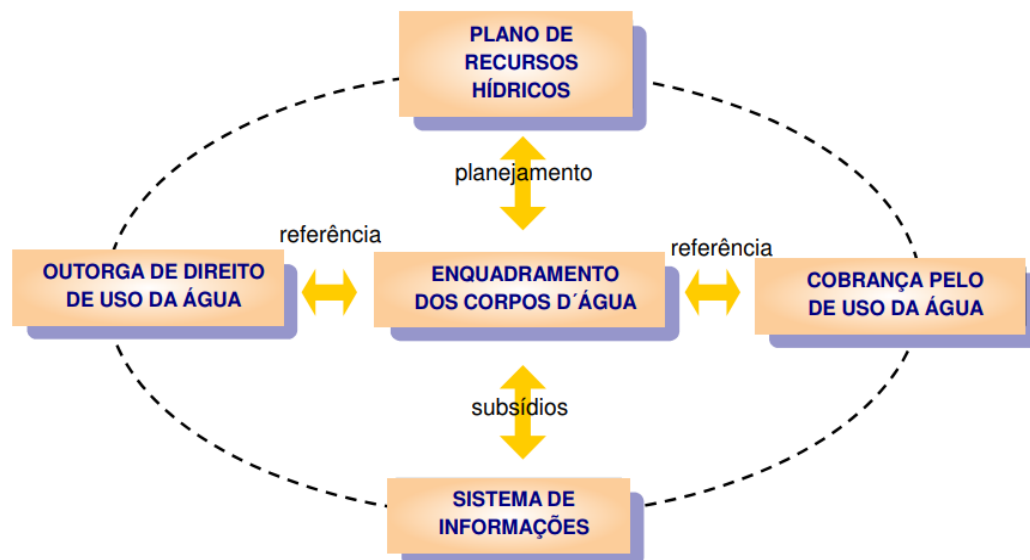 PLANO DE
RECURSOS
HÍDRICOS
planejamento
referência
referência
OUTORGA DE DIREITO
DE USO DA ÁGUA
ENQUADRAMENTO
DOS CORPOS D´ÁGUA
COBRANÇA PELO
DE USO DA ÁGUA
subsídios
SISTEMA DE
INFORMAÇÕES